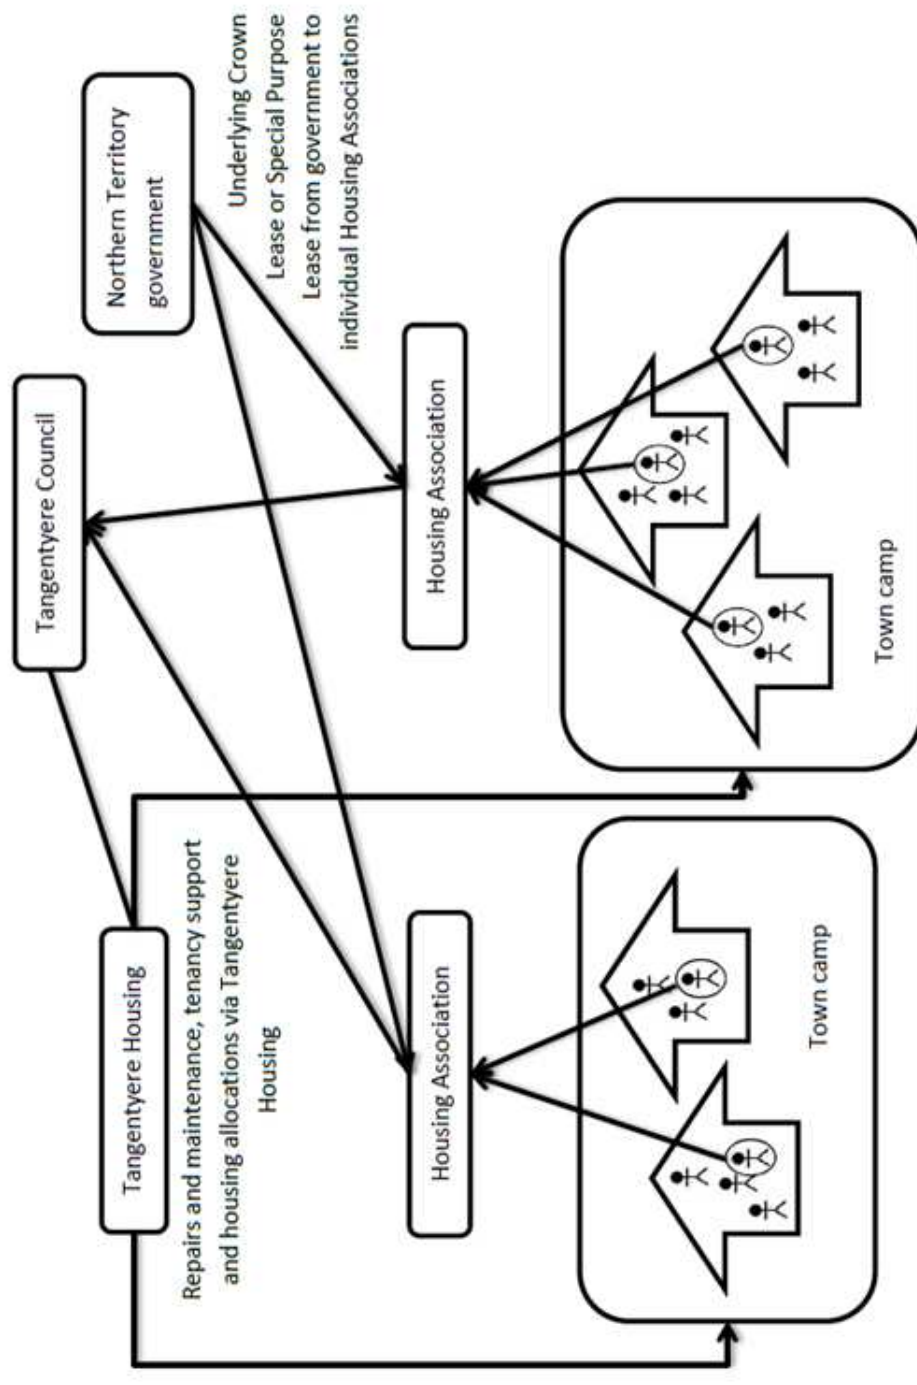 Tangentyere Council
Northern Territory
government
Tangentyere Housing
Repairs and maintenance, tenancy support
and housing allocations via Tangentyere
Housing
Underlying Crown
Lease or Special Purpose
Lease from government to
individual Housing Associations
Housing Association
Housing Association
Town camp
Town camp